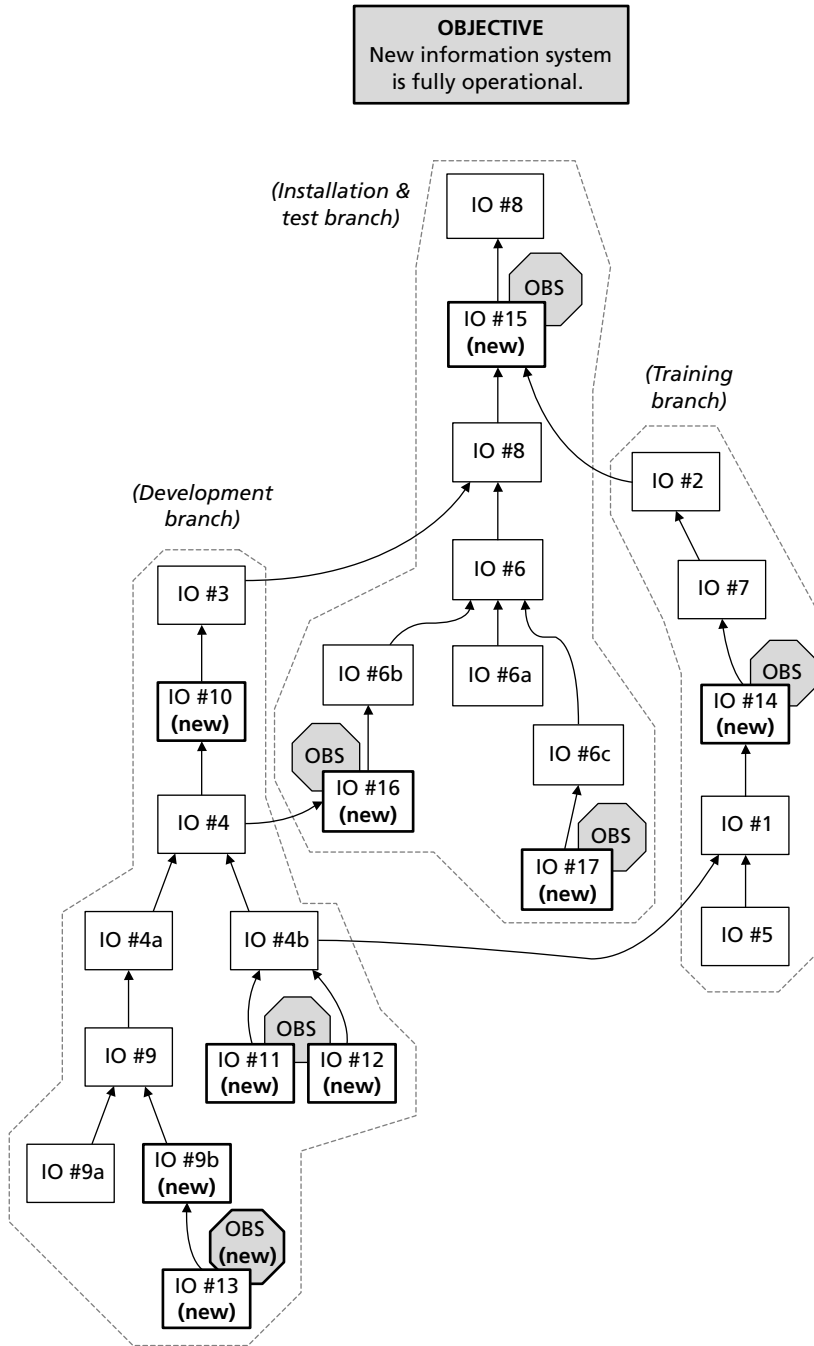 OBJECTIVE
New information system
is fully operational.
(Installation &
test branch)
IO #8
OBS
IO #15
(new)
(Training
branch)
IO #8
IO #2
(Development
branch)
IO #6
IO #3
IO #7
IO #6b
IO #6a
OBS
IO #10
(new)
IO #14
(new)
OBS
IO #6c
IO #16
(new)
IO #4
IO #1
OBS
IO #17
(new)
IO #4a
IO #4b
IO #5
OBS
IO #9
IO #11
(new)
IO #12
(new)
IO #9a
IO #9b
(new)
OBS
(new)
IO #13
(new)